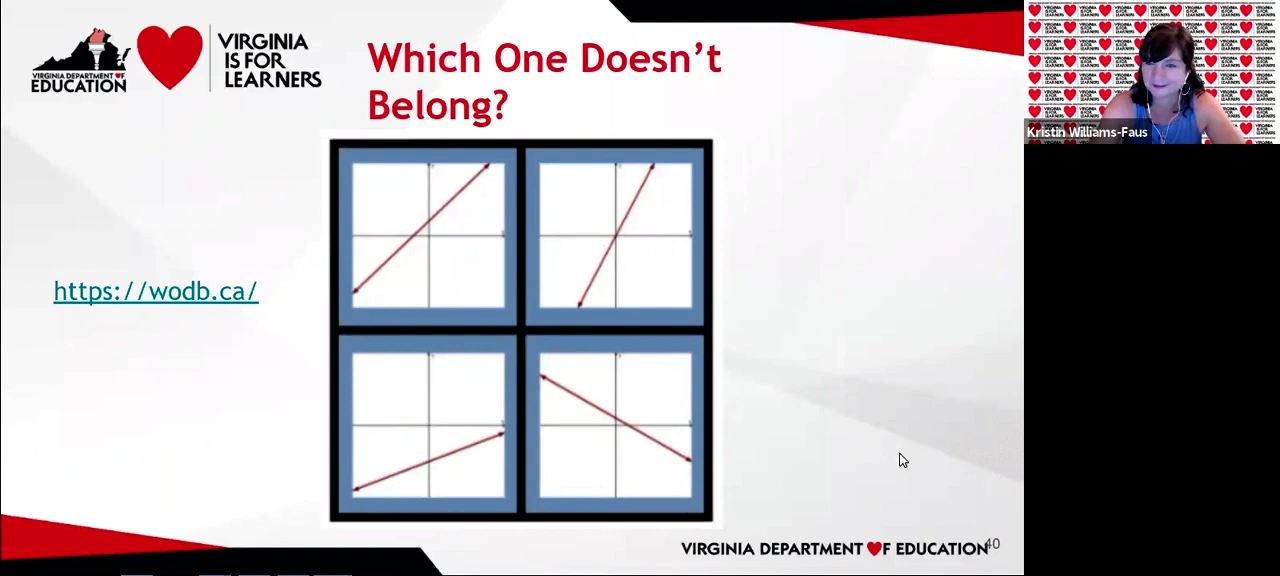 VIRGINIA DEPARTMENT OF
EDUCATION
VIRGINIA
IS FOR
LEARNERS
Which One Doesn't
Belong?
Kristin Williams-Faus
https://wodb.ca/
VIRGINIA DEPARTMENT OF EDUCATION
40